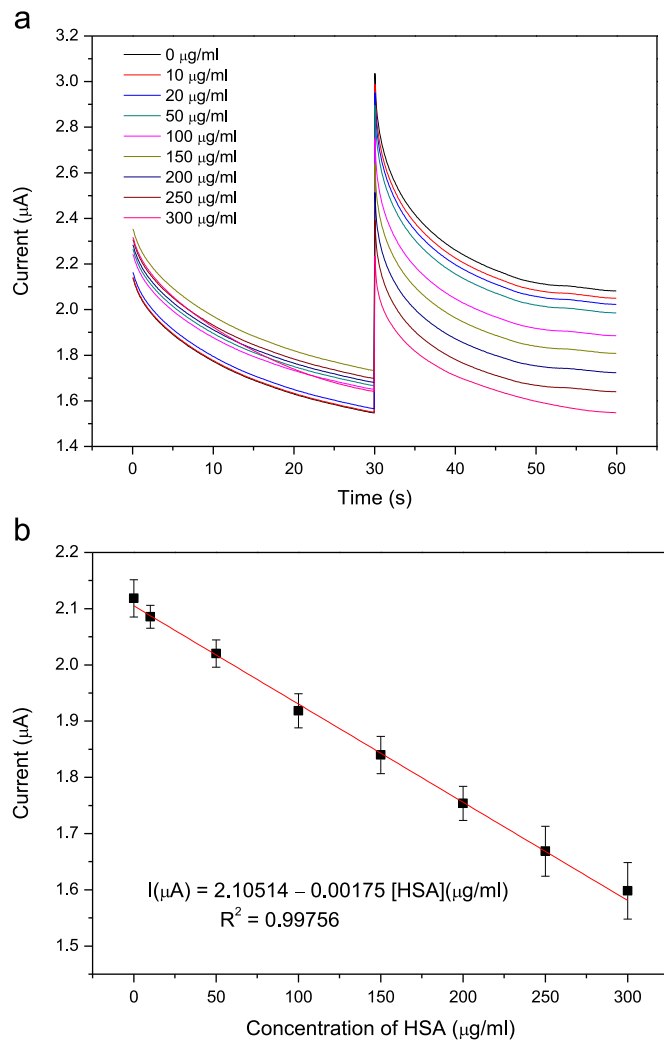 a
3.2
3.0
2.8
2.6
2.4
2.2
2.0
1.8
1.6
1.4
Current (μA)
0 μg/ml
10 μg/ml
20 μg/ml
50 μg/ml
100 μg/ml
150 μg/ml
200 μg/ml
250 μg/ml
300 μg/ml
0 10 20 30 40 50 60
Time (s)
b
2.2
2.1
2.0
1.9
1.8
1.7
1.6
1.5
Current (μA)
I(μA) = 2.10514 – 0.00175 [HSA](μg/ml)
R² = 0.99756
0 50 100 150 200 250 300
Concentration of HSA (μg/ml)